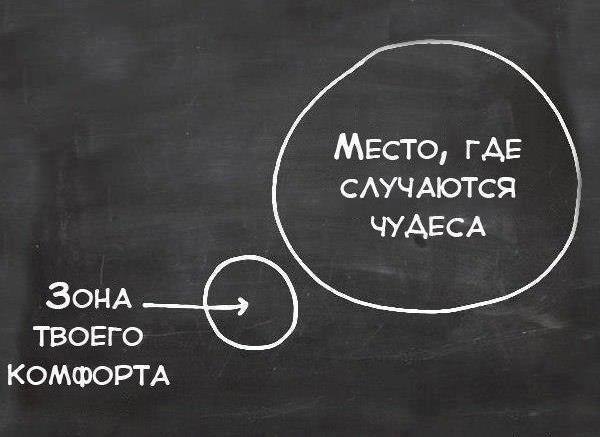 Место, где
случаются
чудеса
Зона
твоего
комфорта